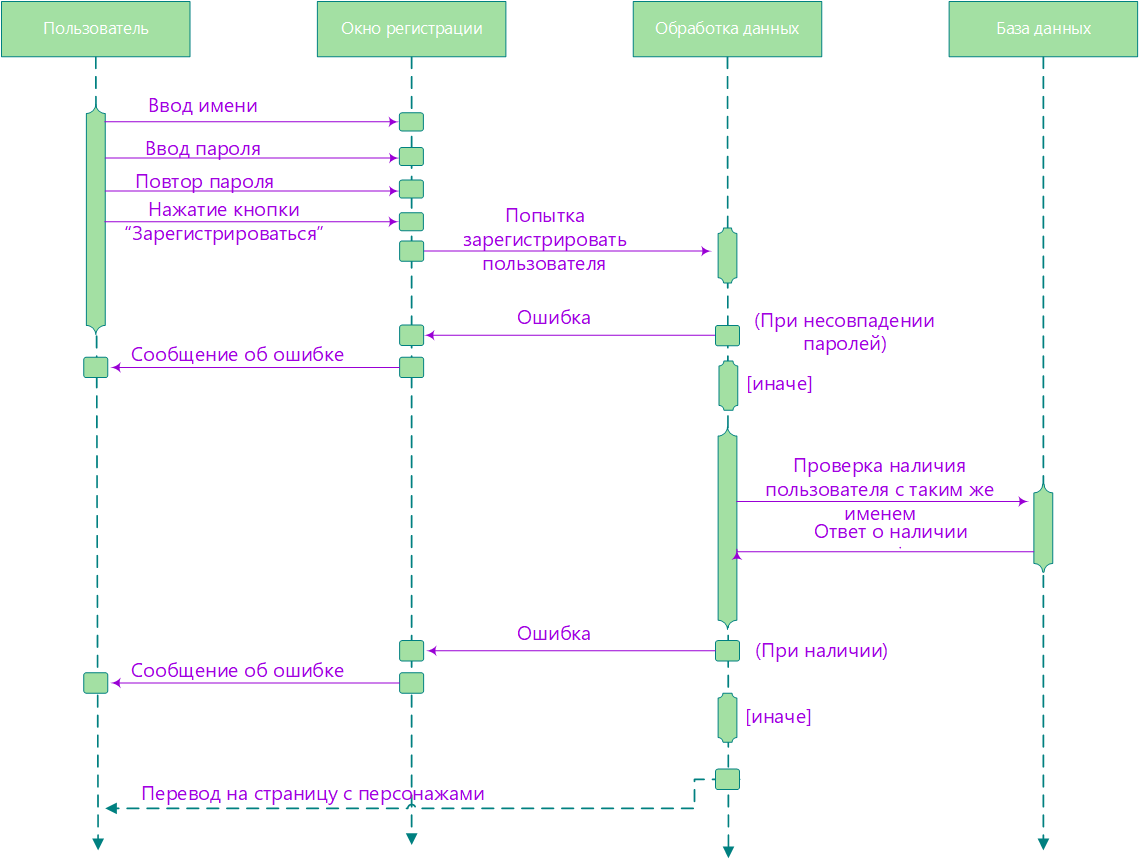 Пользователь
Окно регистрации
Обработка данных
База данных
Ввод имени
Ввод пароля
Повтор пароля
Нажатие кнопки
“Зарегистрироваться”
Попытка
зарегистрировать
пользователя
Ошибка
(При несовпадении
паролей)
Сообщение об ошибке
[иначе]
Проверка наличия
пользователя с таким же
именем
Ответ о наличии
Ошибка
(При наличии)
Сообщение об ошибке
[иначе]
Перевод на страницу с персонажами